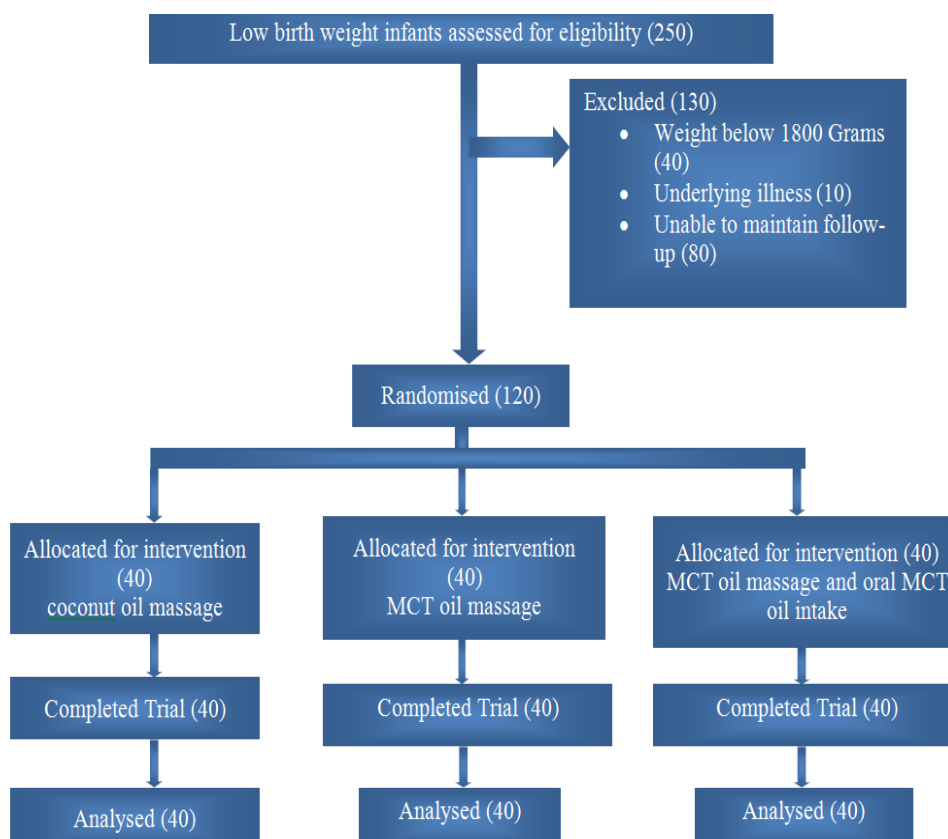 Low birth weight infants assessed for eligibility (250)
Excluded (130)
• Weight below 1800 Grams
(40)
• Underlying illness (10)
• Unable to maintain follow-
up (80)
Randomised (120)
Allocated for intervention
(40)
coconut oil massage
Allocated for intervention
(40)
MCT oil massage
Allocated for intervention (40)
MCT oil massage and oral MCT
oil intake
Completed Trial (40)
Completed Trial (40)
Completed Trial (40)
Analysed (40)
Analysed (40)
Analysed (40)